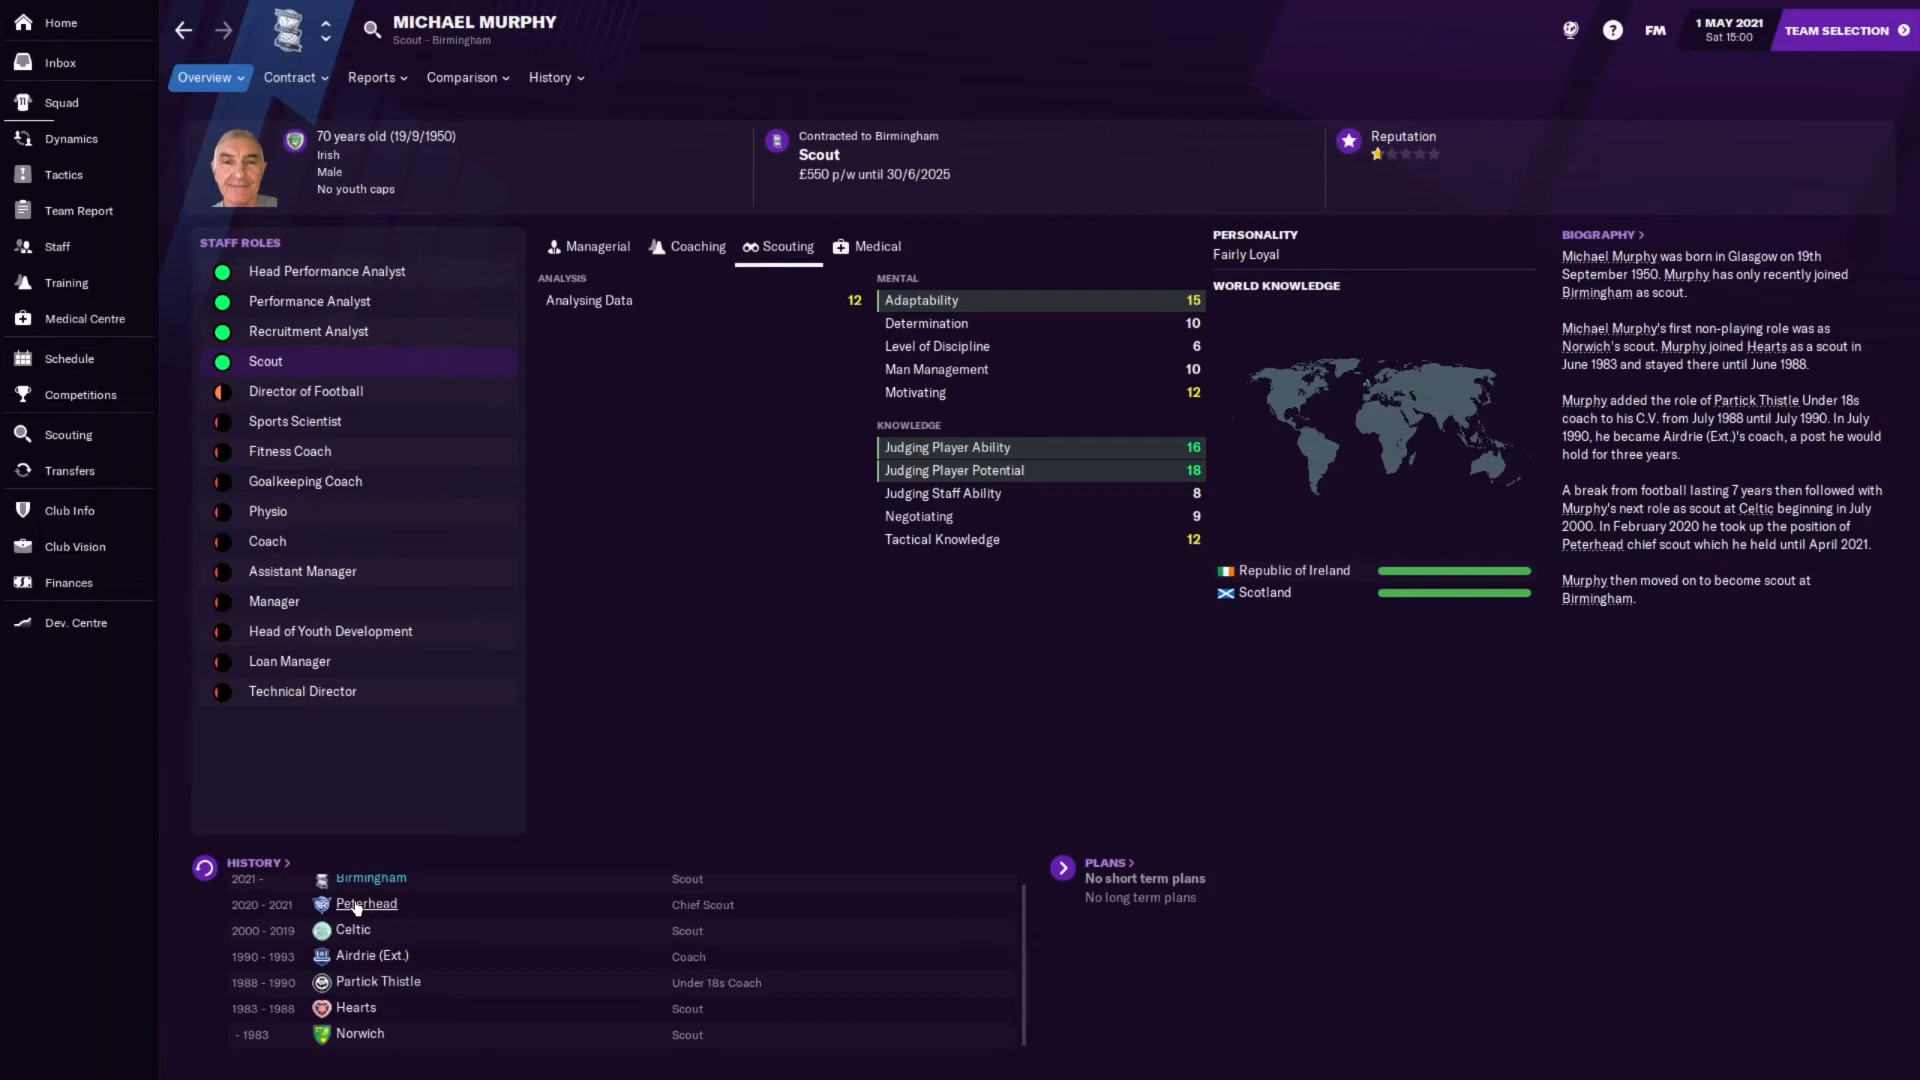 Home
Inbox
Squad
Dynamics
Tactics
Team Report
Staff
Training
Medical Centre
Schedule
Competitions
Scouting
Transfers
Club Info
Club Vision
Finances
Dev. Centre
MICHAEL MURPHY
Scout - Birmingham
FM
1 MAY 2021
Sat 15:00
TEAM SELECTION
Overview
Contract
Reports
Comparison
History
70 years old (19/9/1950)
Irish
Male
No youth caps
Contracted to Birmingham
Scout
£550 p/w until 30/6/2025
Reputation
STAFF ROLES
Head Performance Analyst
Performance Analyst
Recruitment Analyst
Scout
Director of Football
Sports Scientist
Fitness Coach
Goalkeeping Coach
Physio
Coach
Assistant Manager
Manager
Head of Youth Development
Loan Manager
Technical Director
Managerial
Coaching
Scouting
Medical
ANALYSIS
Analysing Data 12
MENTAL
Adaptability 15
Determination 10
Level of Discipline 6
Man Management 10
Motivating 12
KNOWLEDGE
Judging Player Ability 16
Judging Player Potential 18
Judging Staff Ability 8
Negotiating 9
Tactical Knowledge 12
PERSONALITY
Fairly Loyal
WORLD KNOWLEDGE
Republic of Ireland
Scotland
BIOGRAPHY >
Michael Murphy was born in Glasgow on 19th
September 1950. Murphy has only recently joined
Birmingham as scout.
Michael Murphy's first non-playing role was as
Norwich's scout. Murphy joined Hearts as a scout in
June 1983 and stayed there until June 1988.
Murphy added the role of Partick Thistle Under 18s
coach to his C.V. from July 1988 until July 1990. In July
1990, he became Airdrie (Ext.)'s coach, a post he would
hold for three years.
A break from football lasting 7 years then followed with
Murphy's next role as scout at Celtic beginning in July
2000. In February 2020 he took up the position of
Peterhead chief scout which he held until April 2021.
Murphy then moved on to become scout at
Birmingham.
HISTORY >
2021 - Birmingham Scout
2020 - 2021 Peterhead Chief Scout
2000 - 2019 Celtic Scout
1990 - 1993 Airdrie (Ext.) Coach
1988 - 1990 Partick Thistle Under 18s Coach
1983 - 1988 Hearts Scout
- 1983 Norwich Scout
PLANS >
No short term plans
No long term plans